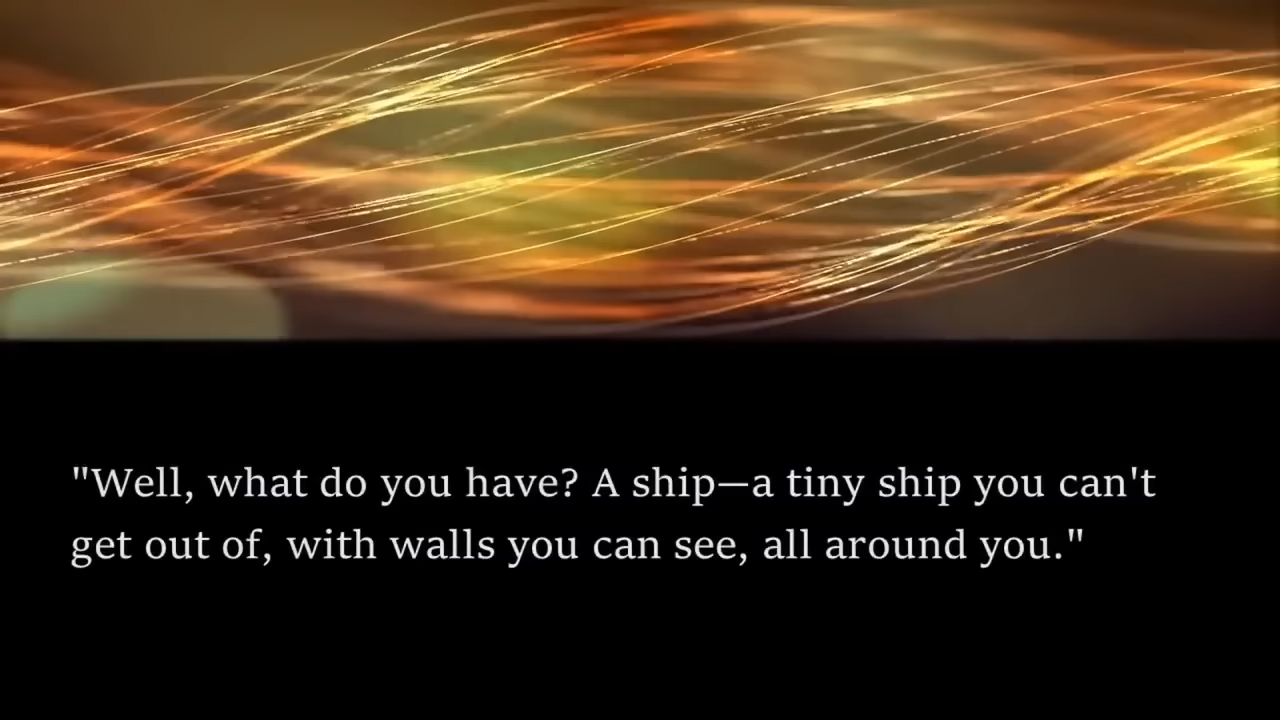 "Well, what do you have? A ship—a tiny ship you can't
get out of, with walls you can see, all around you."